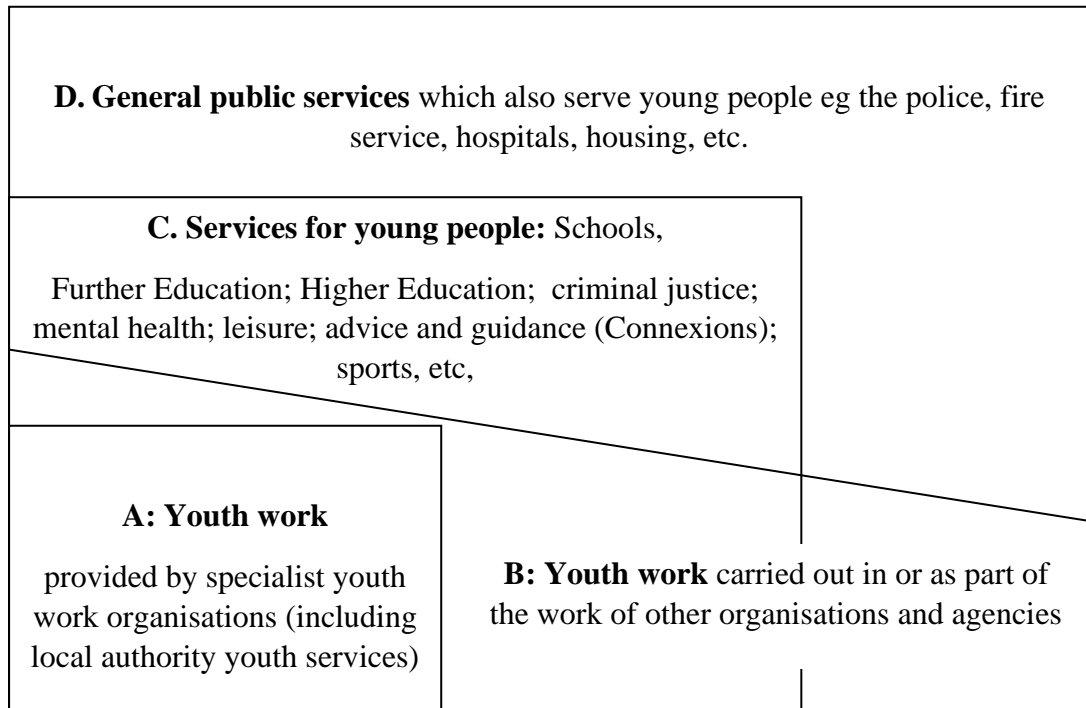 D. General public services which also serve young people eg the police, fire
service, hospitals, housing, etc.
C. Services for young people: Schools,
Further Education; Higher Education; criminal justice;
mental health; leisure; advice and guidance (Connexions);
sports, etc,
A: Youth work
provided by specialist youth
work organisations (including
local authority youth services)
B: Youth work carried out in or as part of
the work of other organisations and agencies